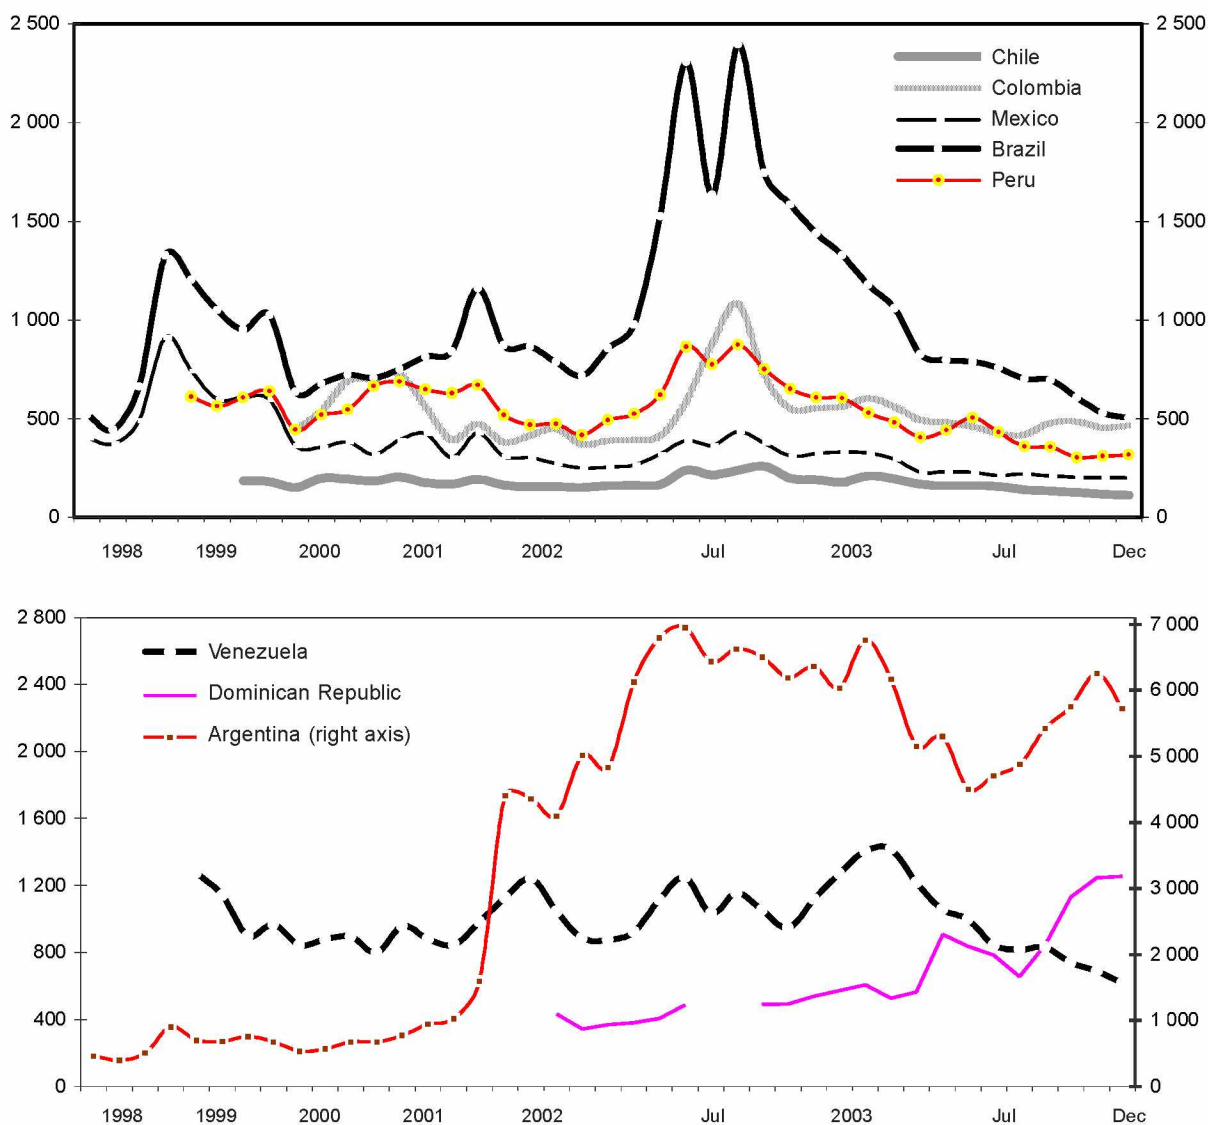 2 500 2 500
Chile
Colombia
2 000 Mexico 2 000
Brazil
Peru
1 500 1 500
1 000 1 000
500 500
0 0
1998 1999 2000 2001 2002 Jul 2003 Jul Dec
2 800 7 000
Venezuela
2 400 Dominican Republic 6 000
Argentina (right axis)
2 000 5 000
1 600 4 000
1 200 3 000
800 2 000
400 1 000
0 0
1998 1999 2000 2001 2002 Jul 2003 Jul Dec